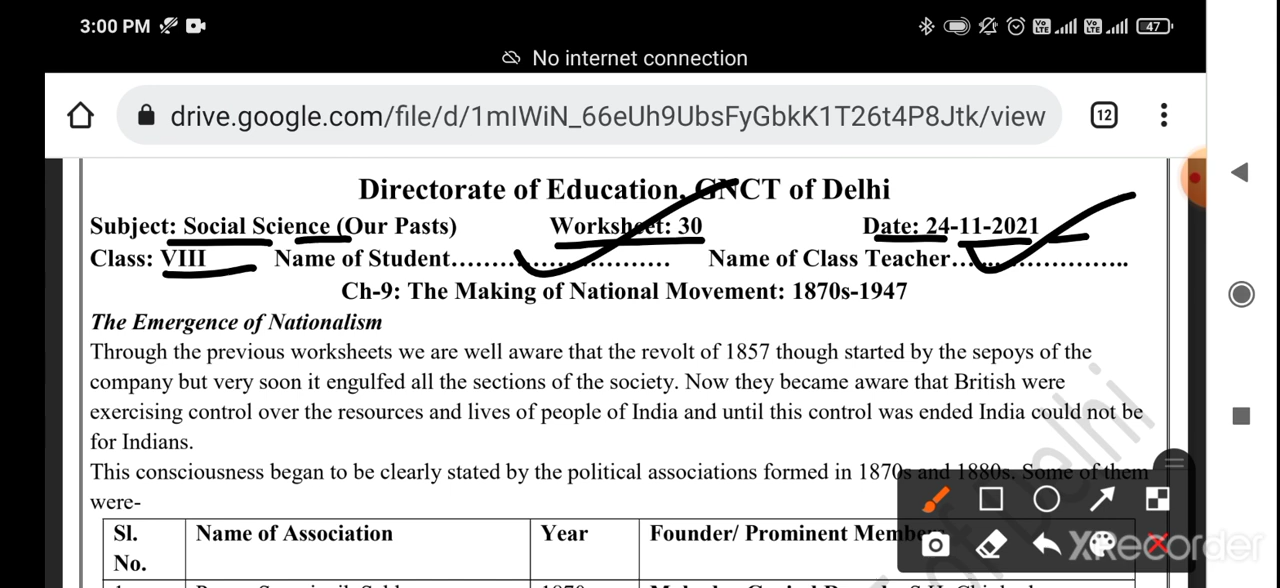 3:00 PM
47
No internet connection
drive.google.com/file/d/1mIWiN_66eUh9UbsFyGbkK1T26t4P8Jtk/view
12
Directorate of Education, GNCT of Delhi
Subject: Social Science (Our Pasts) Worksheet: 30 Date: 24-11-2021
Class: VIII Name of Student............................ Name of Class Teacher......................
Ch-9: The Making of National Movement: 1870s-1947
The Emergence of Nationalism
Through the previous worksheets we are well aware that the revolt of 1857 though started by the sepoys of the
company but very soon it engulfed all the sections of the society. Now they became aware that British were
exercising control over the resources and lives of people of India and until this control was ended India could not be
for Indians.
This consciousness began to be clearly stated by the political associations formed in 1870s and 1880s. Some of them
were-
Sl. Name of Association Year Founder/ Prominent Memb
No.
of Delhi
XRecorder